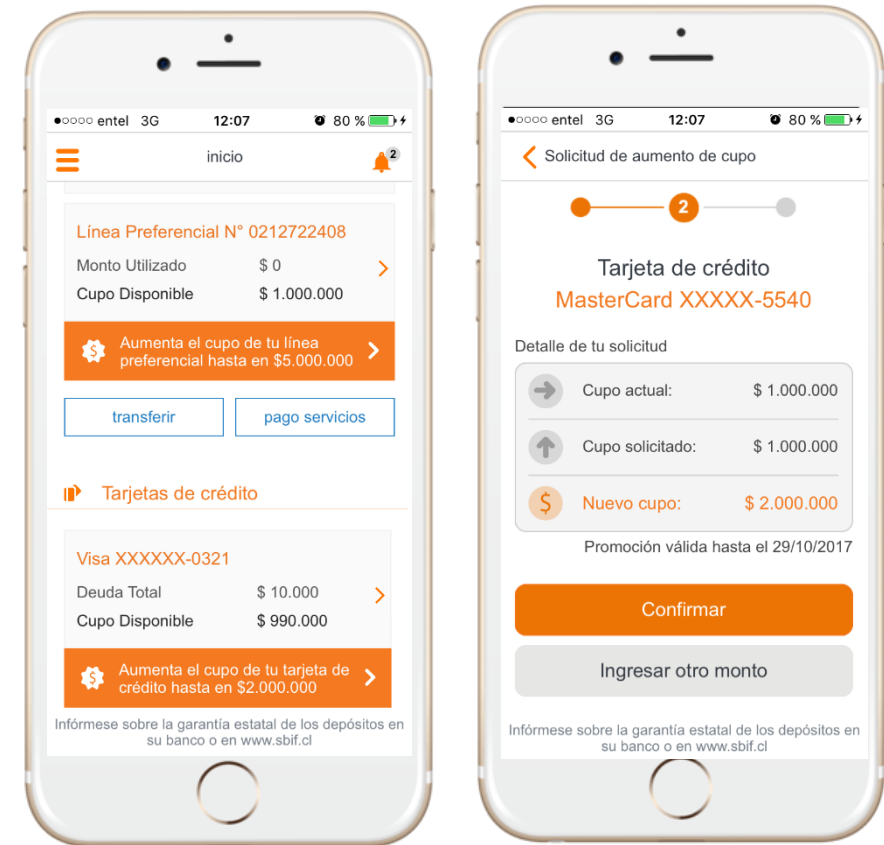 entel 3G 12:07 80 %
inicio 2
Línea Preferencial N° 0212722408
Monto Utilizado $ 0
Cupo Disponible $ 1.000.000
$ Aumenta el cupo de tu línea
preferencial hasta en $5.000.000
transferir pago servicios
Tarjetas de crédito
Visa XXXXXX-0321
Deuda Total $ 10.000
Cupo Disponible $ 990.000
$ Aumenta el cupo de tu tarjeta de
crédito hasta en $2.000.000
Infórmese sobre la garantía estatal de los depósitos en
su banco o en www.sbif.cl
entel 3G 12:07 80 %
Solicitud de aumento de cupo
2
Tarjeta de crédito
MasterCard XXXXX-5540
Detalle de tu solicitud
Cupo actual: $ 1.000.000
Cupo solicitado: $ 1.000.000
$ Nuevo cupo: $ 2.000.000
Promoción válida hasta el 29/10/2017
Confirmar
Ingresar otro monto
Infórmese sobre la garantía estatal de los depósitos en
su banco o en www.sbif.cl